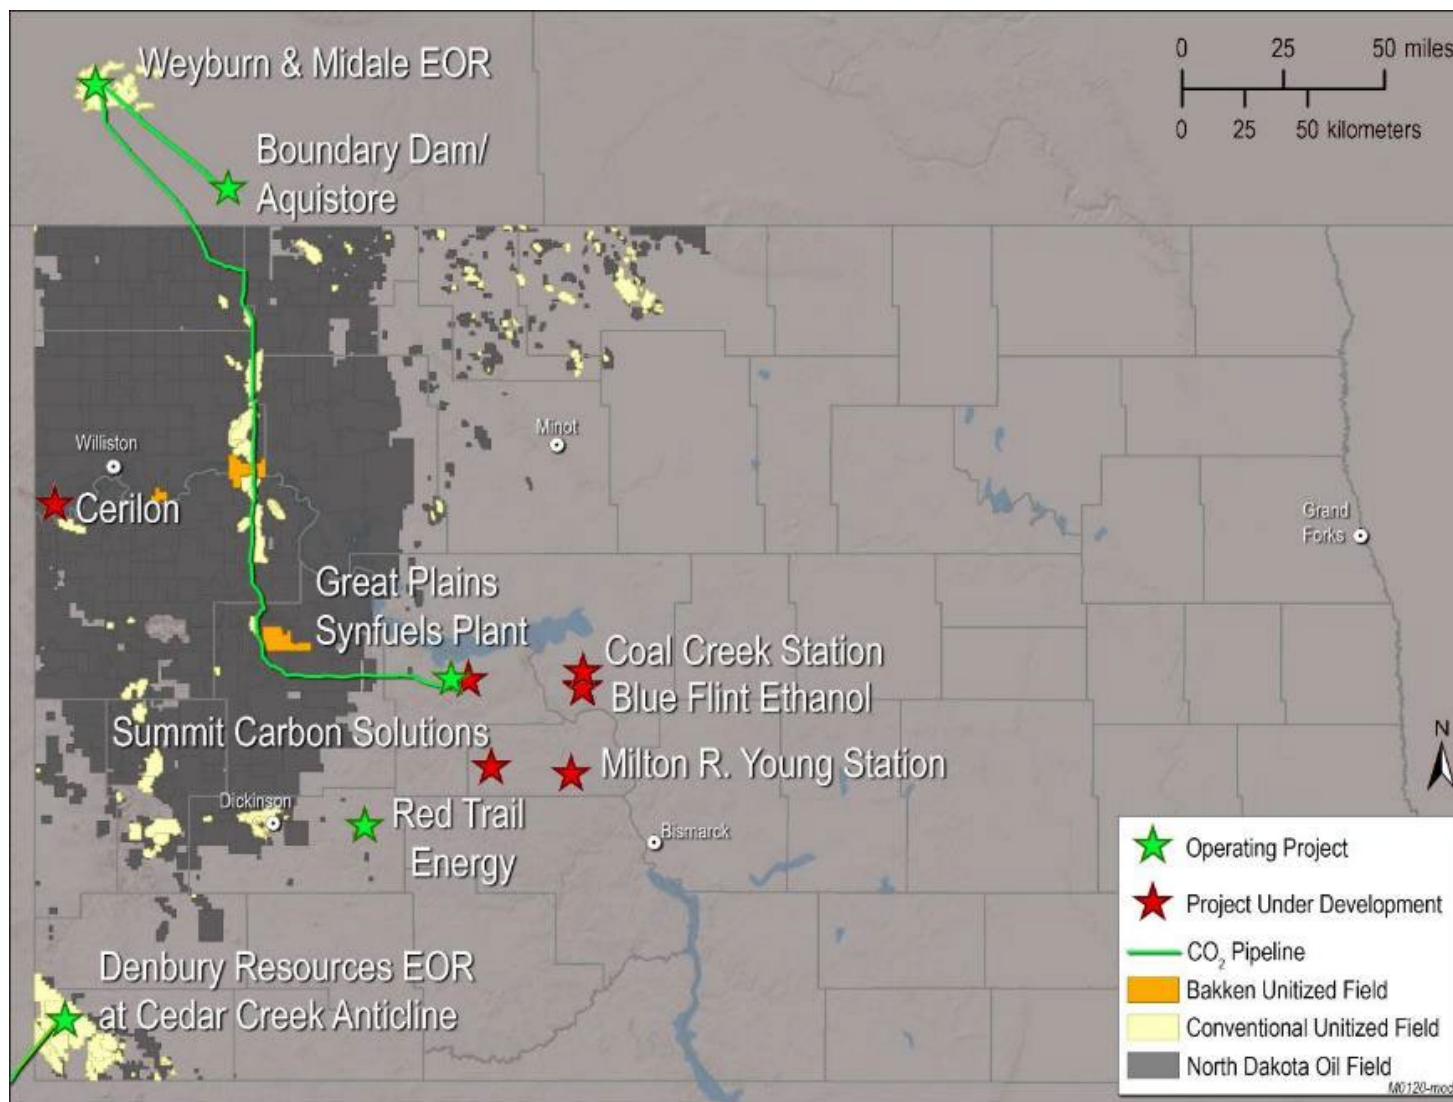 Weyburn & Midale EOR
0 25 50 miles
0 25 50 kilometers
Boundary Dam/
Aquistore
Williston
Minot
Cerilon
Grand
Forks
Great Plains
Synfuels Plant
Coal Creek Station
Blue Flint Ethanol
Summit Carbon Solutions
Milton R. Young Station
N
Dickinson
Red Trail
Energy
Bismarck
Denbury Resources EOR
at Cedar Creek Anticline
Operating Project
Project Under Development
CO₂ Pipeline
Bakken Unitized Field
Conventional Unitized Field
North Dakota Oil Field